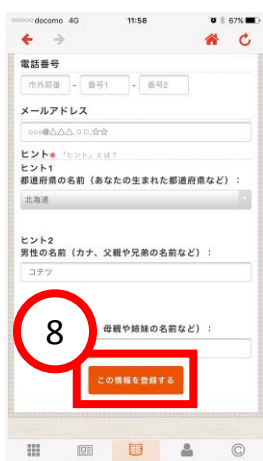 docomo 4G 11:58 67%
電話番号
市外局番 - 番号1 - 番号2
メールアドレス
○○○@△△△.□□.☆☆
ヒント※ 「ヒント」とは？
ヒント1
都道府県の名前（あなたの生まれた都道府県など）：
北海道
ヒント2
男性の名前（カナ、父親や兄弟の名前など）：
コテツ
8
母親や姉妹の名前など）：
この情報を登録する
©